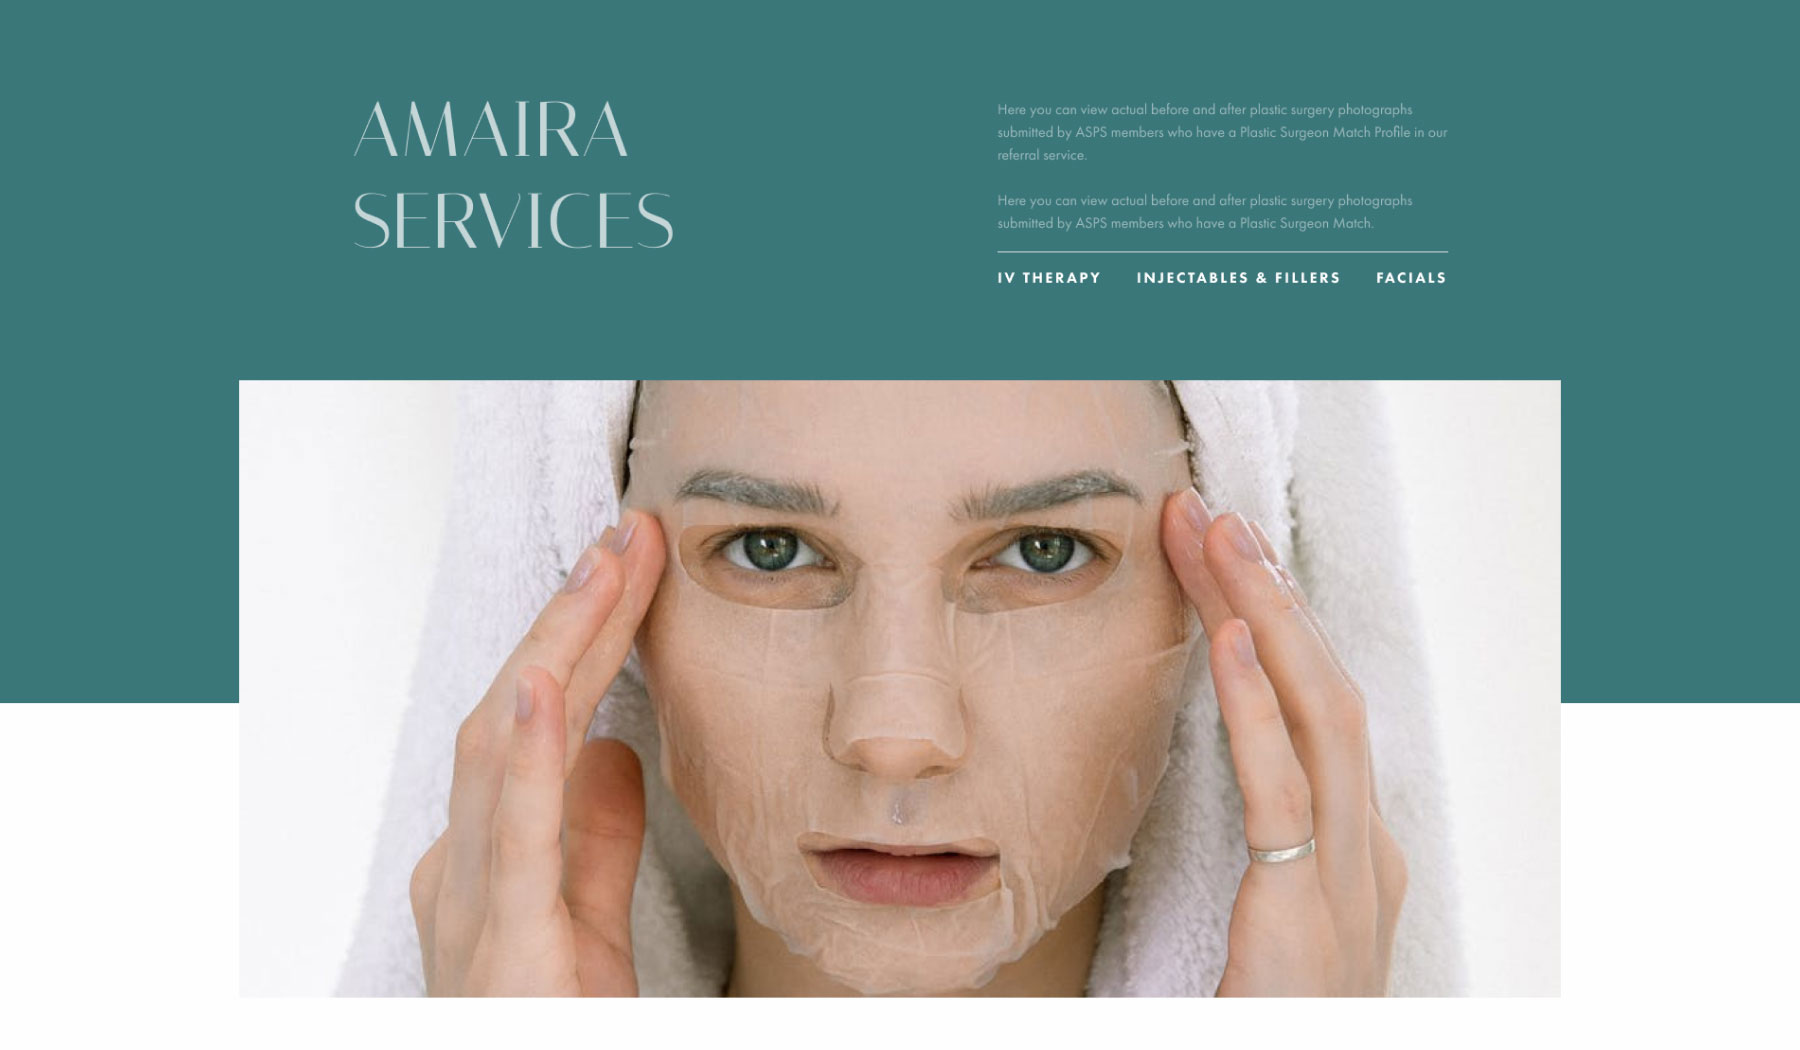 AMAIRA
SERVICES
Here you can view actual before and after plastic surgery photographs
submitted by ASPS members who have a Plastic Surgeon Match Profile in our
referral service.
Here you can view actual before and after plastic surgery photographs
submitted by ASPS members who have a Plastic Surgeon Match.
IV THERAPY INJECTABLES & FILLERS FACIALS